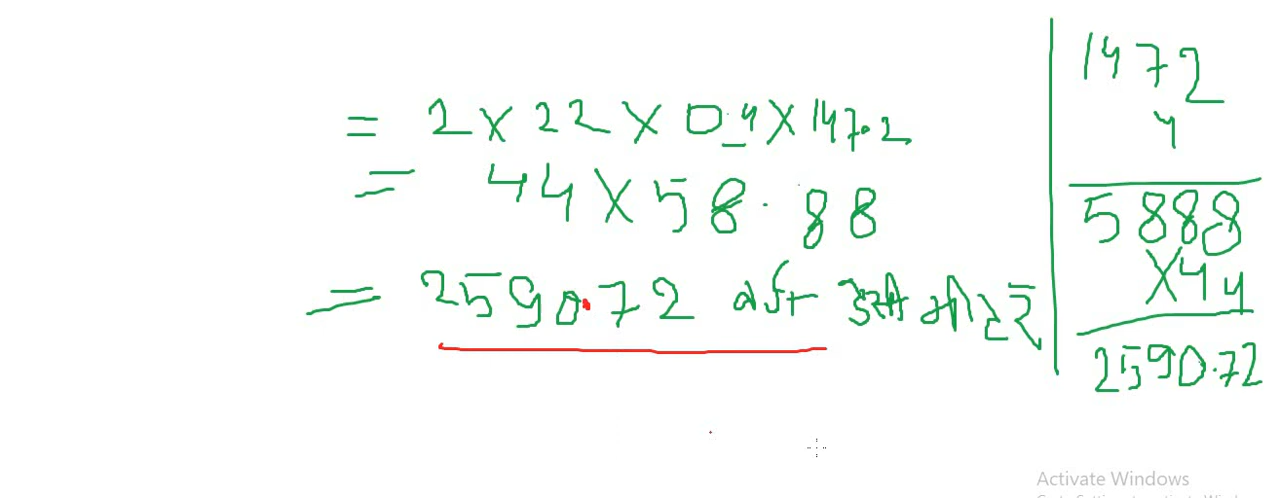 = 2 X 22 X 0.4 X 147.2
= 44 X 58.88
= 2590.72 वर्ग
1472
4
5888
X44
2590.72
Activate Windows